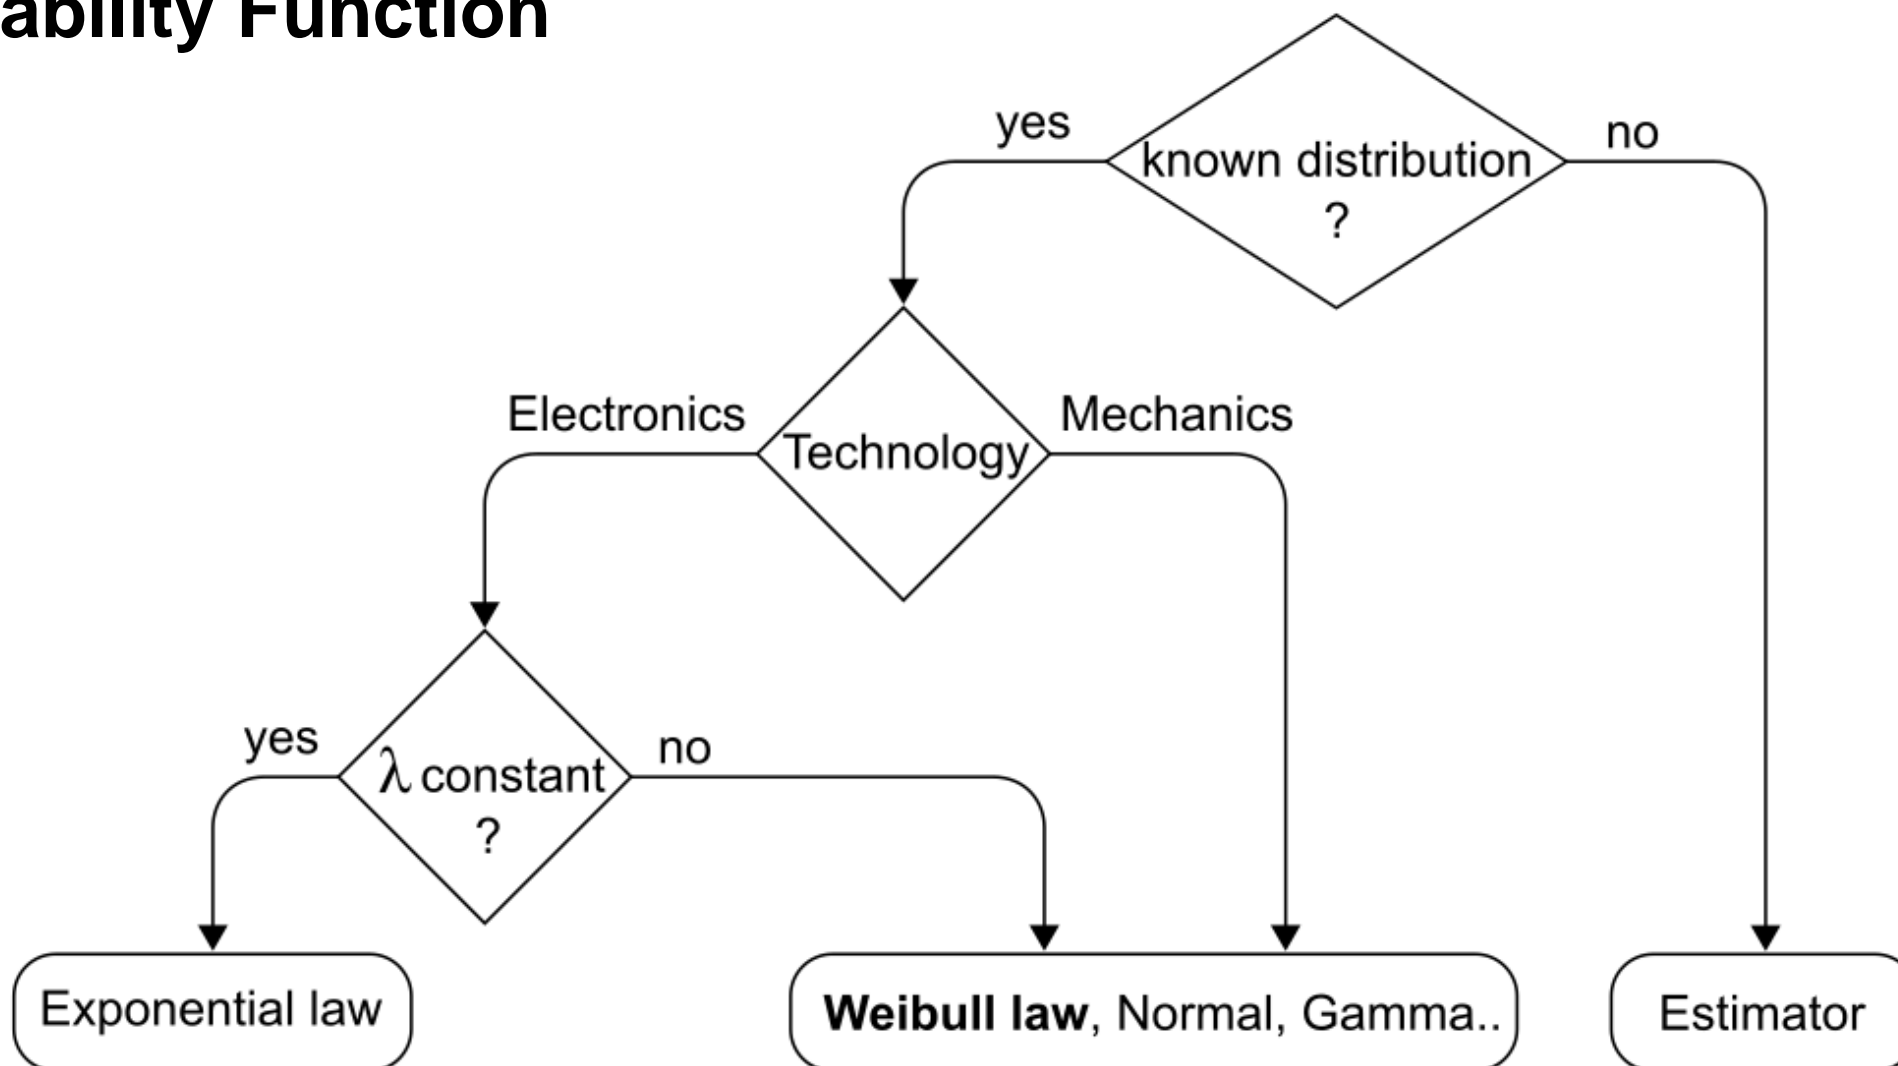 ability Function
yes
known distribution
?
no
Electronics
Technology
Mechanics
yes
λ constant
?
no
Exponential law
Weibull law, Normal, Gamma..
Estimator